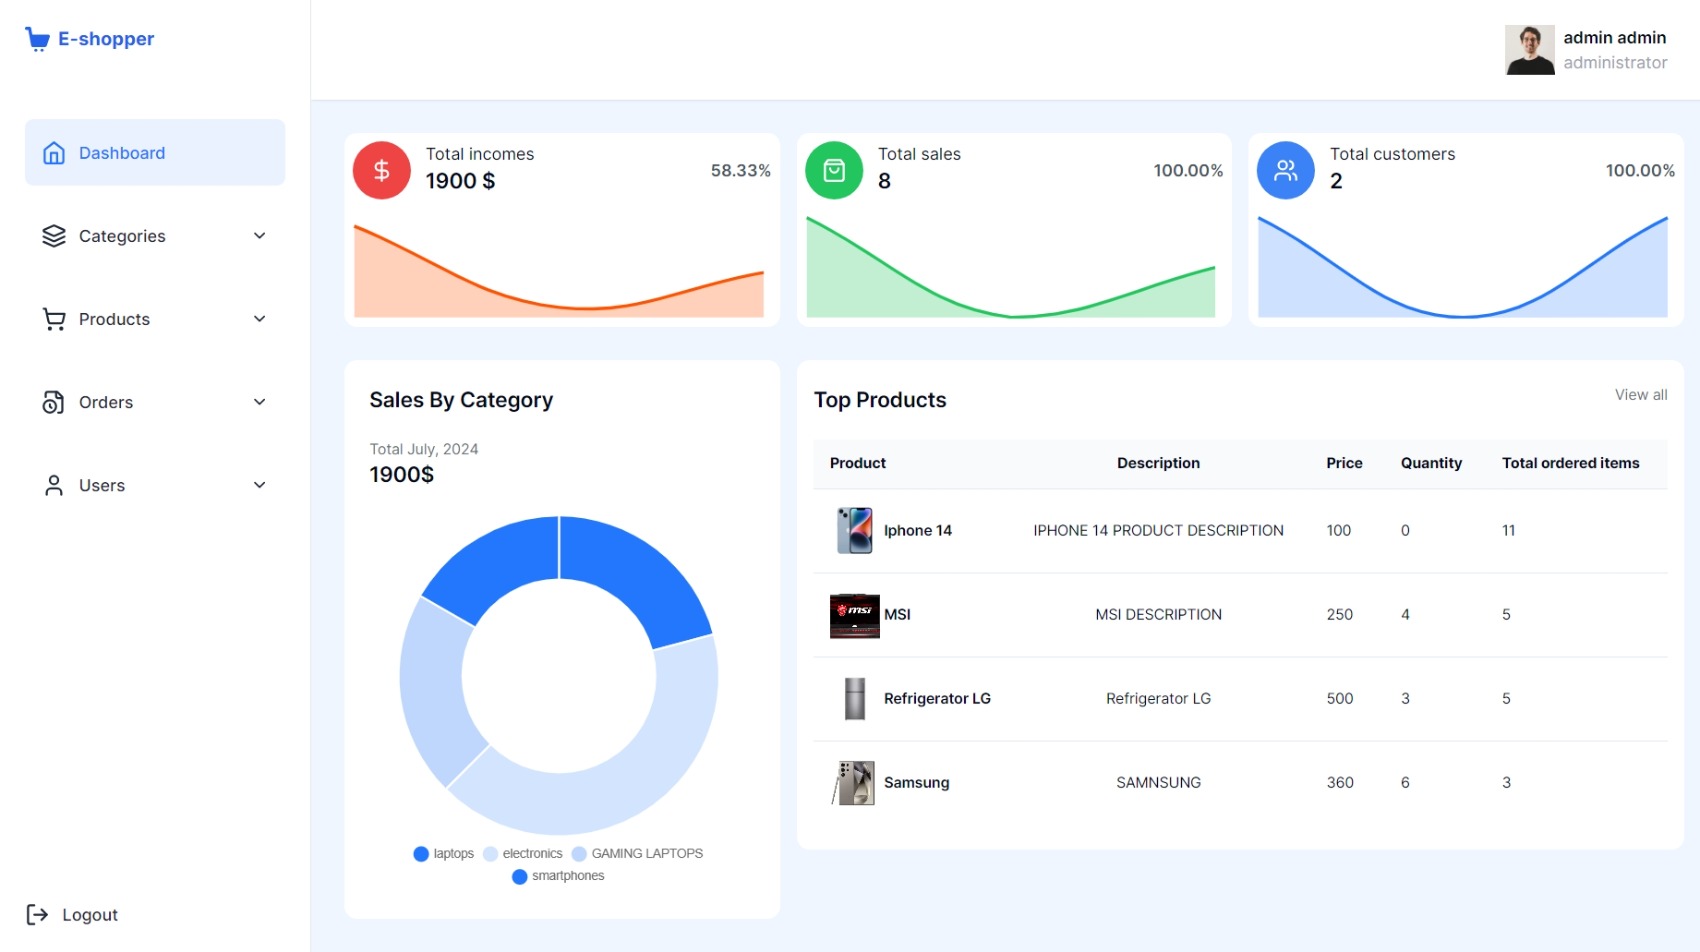 E-shopper
admin admin
administrator
Dashboard
Categories
Products
Orders
Users
Logout
Total incomes
1900 $
58.33%
Total sales
8
100.00%
Total customers
2
100.00%
Sales By Category
Total July, 2024
1900$
laptops electronics GAMING LAPTOPS
smartphones
Top Products
View all
Product Description Price Quantity Total ordered items
Iphone 14 IPHONE 14 PRODUCT DESCRIPTION 100 0 11
msi
MSI MSI DESCRIPTION 250 4 5
Refrigerator LG Refrigerator LG 500 3 5
Samsung SAMNSUNG 360 6 3